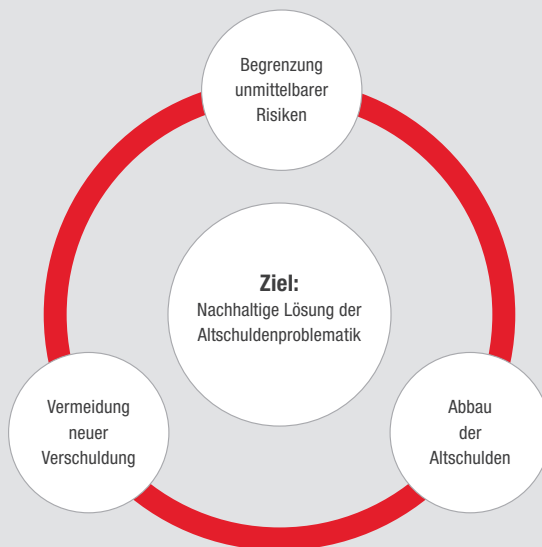 Begrenzung
unmittelbarer
Risiken
Ziel:
Nachhaltige Lösung der
Altschuldenproblematik
Vermeidung
neuer
Verschuldung
Abbau
der
Altschulden